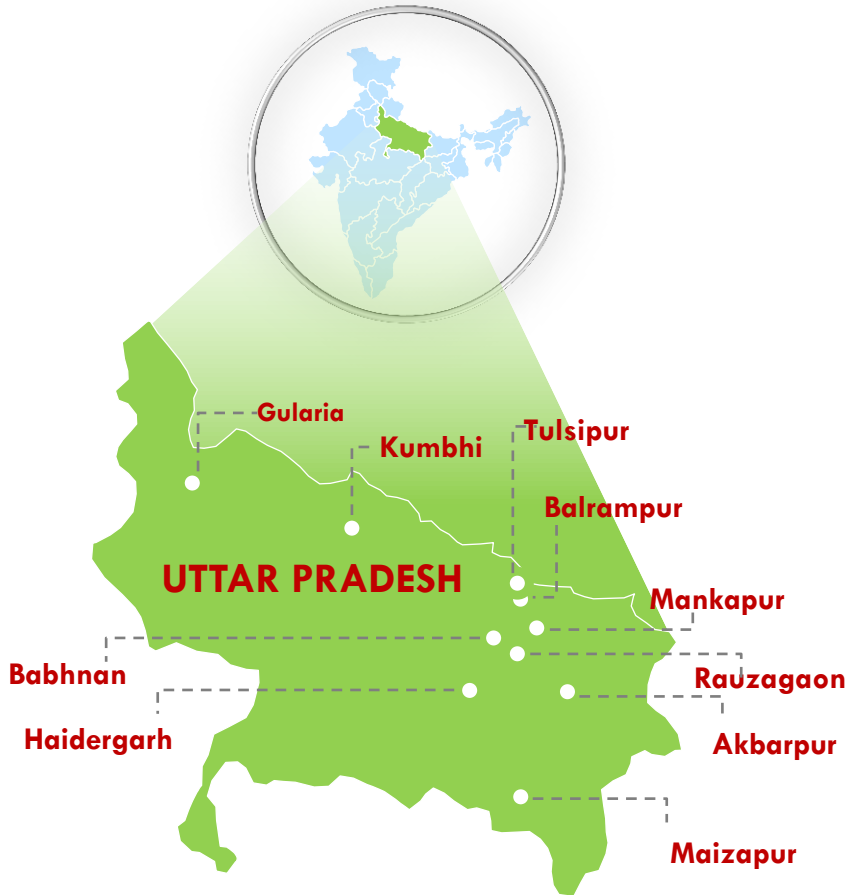 Gularia
Kumbhi
Tulsipur
Balrampur
UTTAR PRADESH
Mankapur
Babhnan
Rauzagaon
Haidergarh
Akbarpur
Maizapur